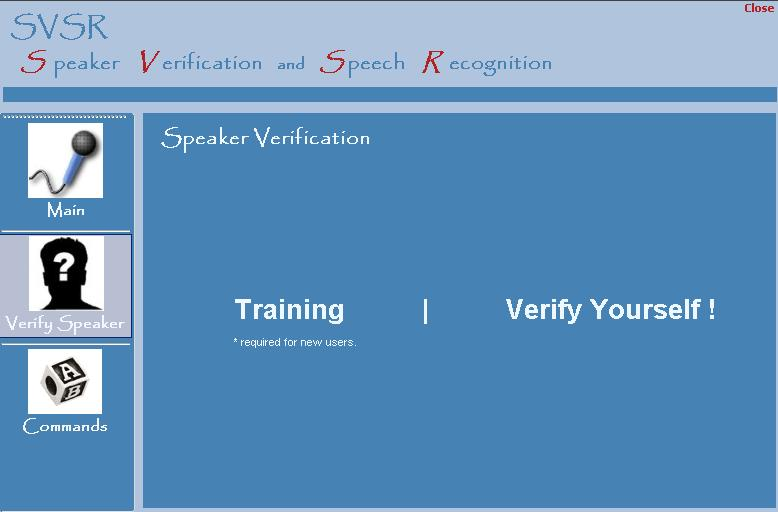 Close
SVSR
Speaker Verification and Speech Recognition
Main
Verify Speaker
Commands
Speaker Verification
Training | Verify Yourself !
* required for new users.
?
A
B